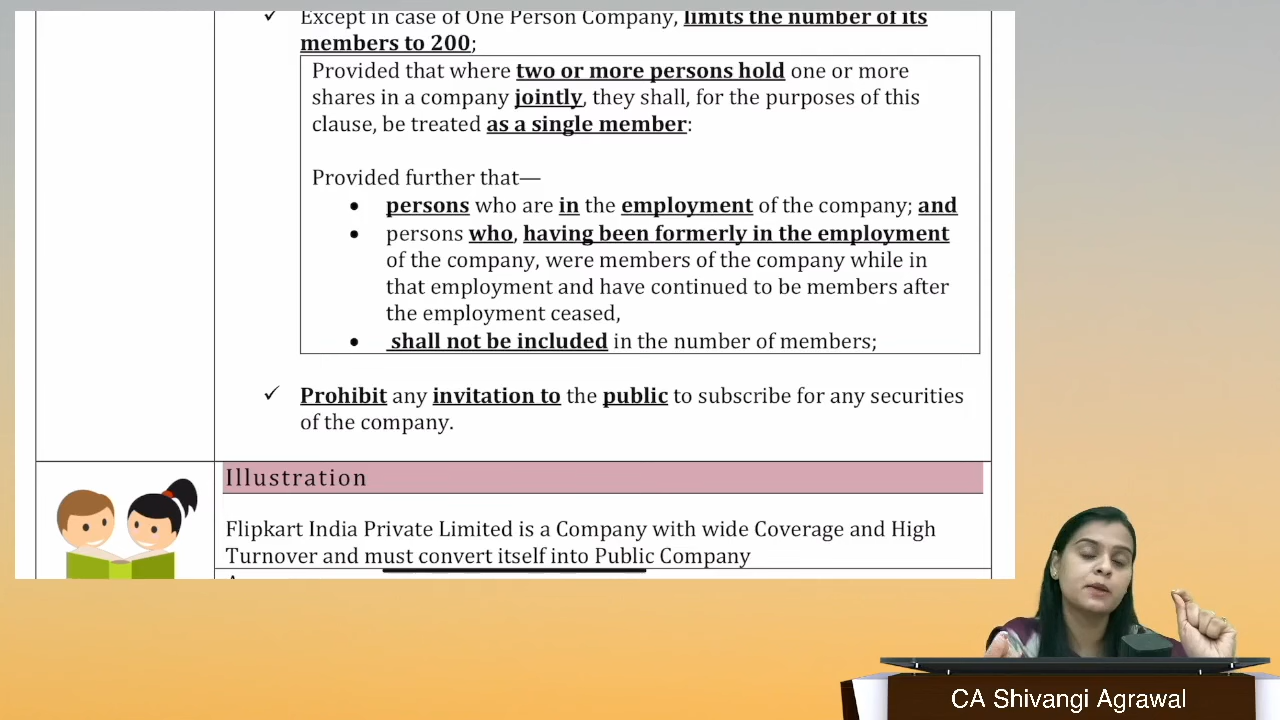 ✓ Except in case of One Person Company, limits the number of its
members to 200;
Provided that where two or more persons hold one or more
shares in a company jointly, they shall, for the purposes of this
clause, be treated as a single member:
Provided further that—
• persons who are in the employment of the company; and
• persons who, having been formerly in the employment
of the company, were members of the company while in
that employment and have continued to be members after
the employment ceased,
• shall not be included in the number of members;
✓ Prohibit any invitation to the public to subscribe for any securities
of the company.
Illustration
Flipkart India Private Limited is a Company with wide Coverage and High
Turnover and must convert itself into Public Company
CA Shivangi Agrawal